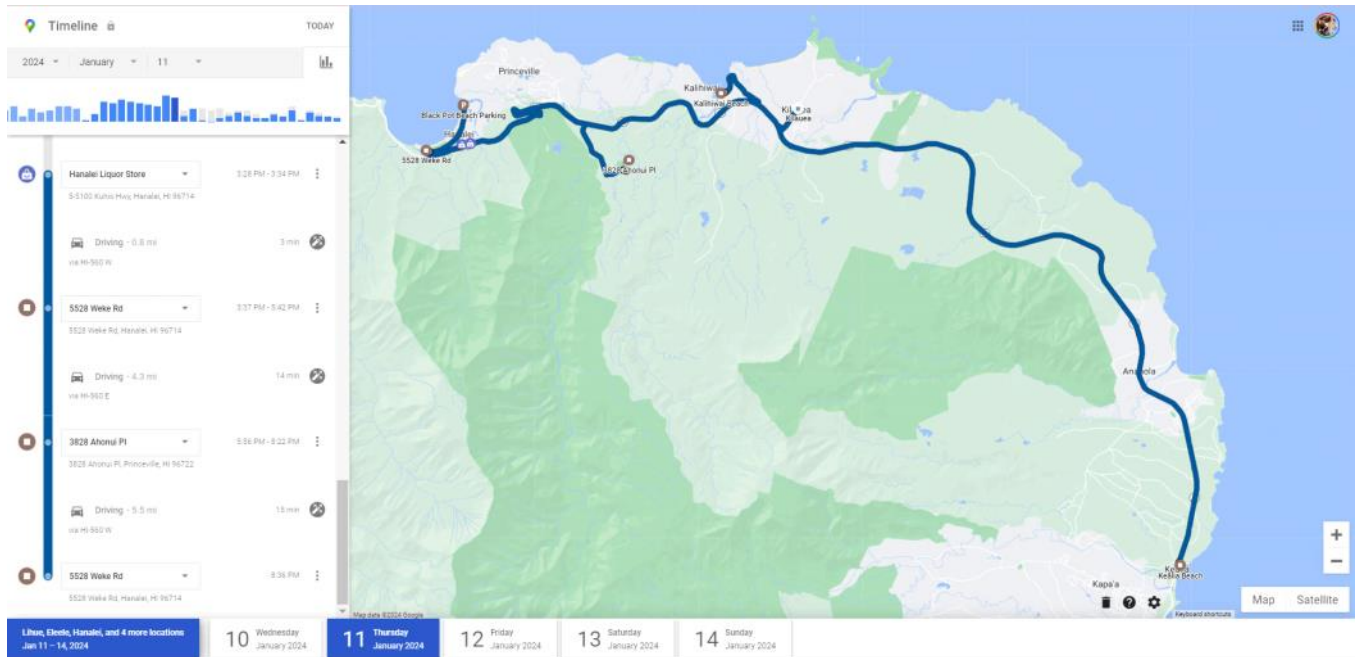 Timeline
TODAY
2024
January
11
Hanalei Liquor Store
3:28 PM - 3:34 PM
5-5100 Kuhio Hwy, Hanalei, HI 96714
Driving - 0.8 mi
3 min
via HI-560 W
5528 Weke Rd
3:37 PM - 5:42 PM
5528 Weke Rd, Hanalei, HI 96714
Driving - 4.3 mi
14 min
via HI-560 E
3828 Ahonui Pl
5:56 PM - 8:22 PM
3828 Ahonui Pl, Princeville, HI 96722
Driving - 5.5 mi
15 min
via HI-560 W
5528 Weke Rd
8:36 PM
5528 Weke Rd, Hanalei, HI 96714
Princeville
Black Pot Beach Parking
5528 Weke Rd
3828 Ahonui Pl
Kalihiwai Beach
Kilauea
Kapa'a
Kealia Beach
Map data ©2024 Google
Keyboard shortcuts
Map
Satellite
Lihue, Eleele, Hanalei, and 4 more locations
Jan 11 – 14, 2024
10 Wednesday
January 2024
11 Thursday
January 2024
12 Friday
January 2024
13 Saturday
January 2024
14 Sunday
January 2024